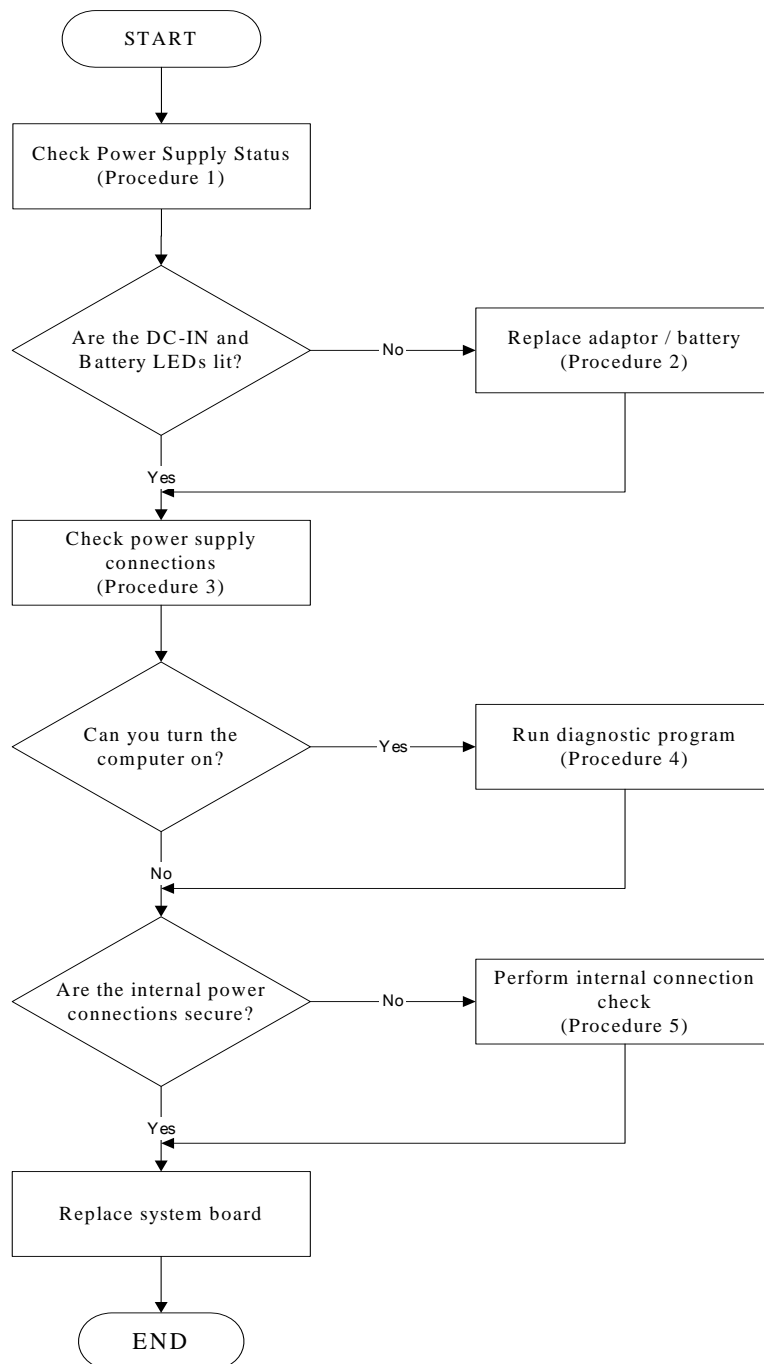 START
Check Power Supply Status
(Procedure 1)
Are the DC-IN and
Battery LEDs lit?
No
Replace adaptor / battery
(Procedure 2)
Yes
Check power supply
connections
(Procedure 3)
Can you turn the
computer on?
Yes
Run diagnostic program
(Procedure 4)
No
Are the internal power
connections secure?
No
Perform internal connection
check
(Procedure 5)
Yes
Replace system board
END